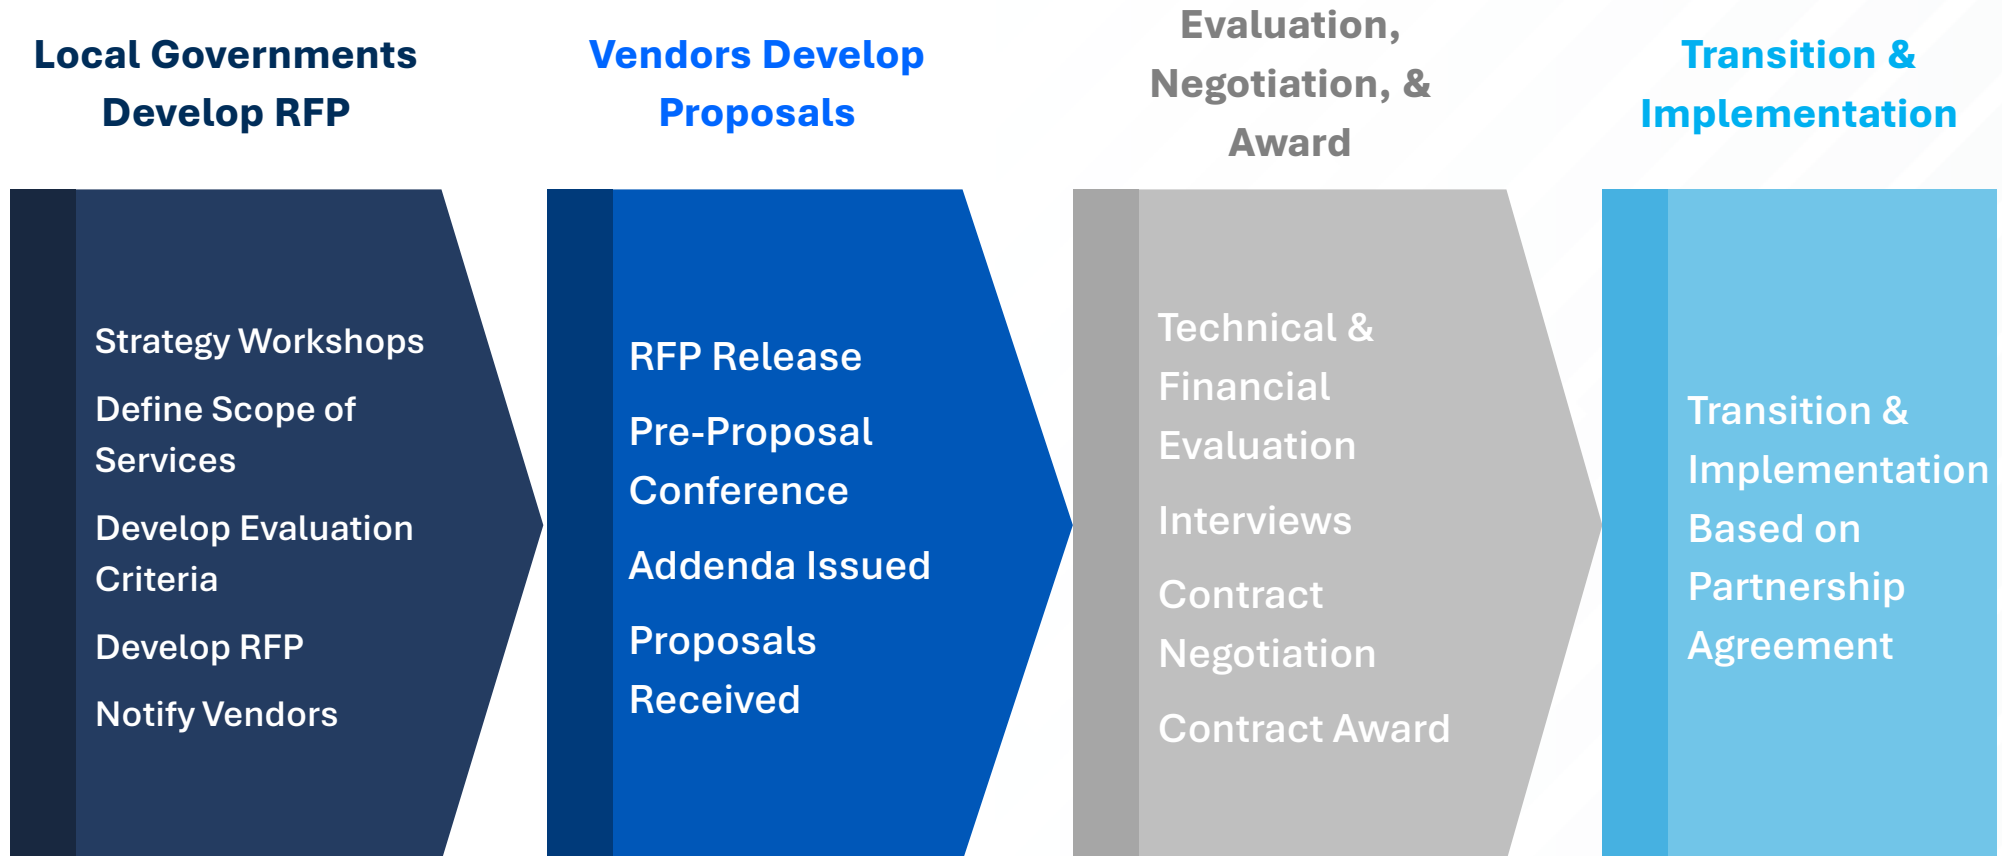 Local Governments
Develop RFP
Vendors Develop
Proposals
Evaluation,
Negotiation, &
Award
Transition &
Implementation
Strategy Workshops
Define Scope of
Services
Develop Evaluation
Criteria
Develop RFP
Notify Vendors
RFP Release
Pre-Proposal
Conference
Addenda Issued
Proposals
Received
Technical &
Financial
Evaluation
Interviews
Contract
Negotiation
Contract Award
Transition &
Implementation
Based on
Partnership
Agreement